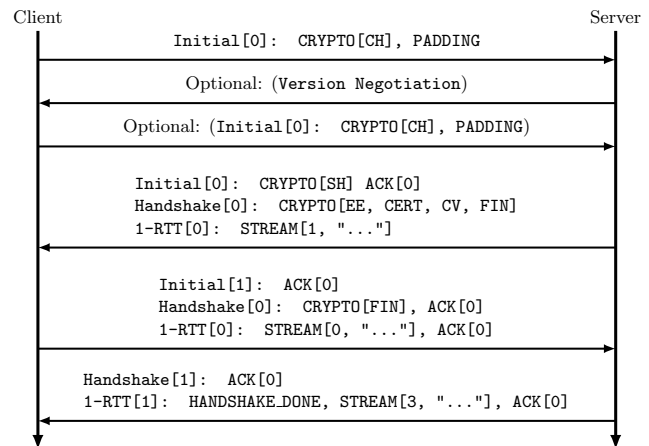 Client Server
Initial[0]: CRYPTO[CH], PADDING
Optional: (Version Negotiation)
Optional: (Initial[0]: CRYPTO[CH], PADDING)
Initial[0]: CRYPTO[SH] ACK[0]
Handshake[0]: CRYPTO[EE, CERT, CV, FIN]
1-RTT[0]: STREAM[1, "..."]
Initial[1]: ACK[0]
Handshake[0]: CRYPTO[FIN], ACK[0]
1-RTT[0]: STREAM[0, "..."], ACK[0]
Handshake[1]: ACK[0]
1-RTT[1]: HANDSHAKE_DONE, STREAM[3, "..."], ACK[0]